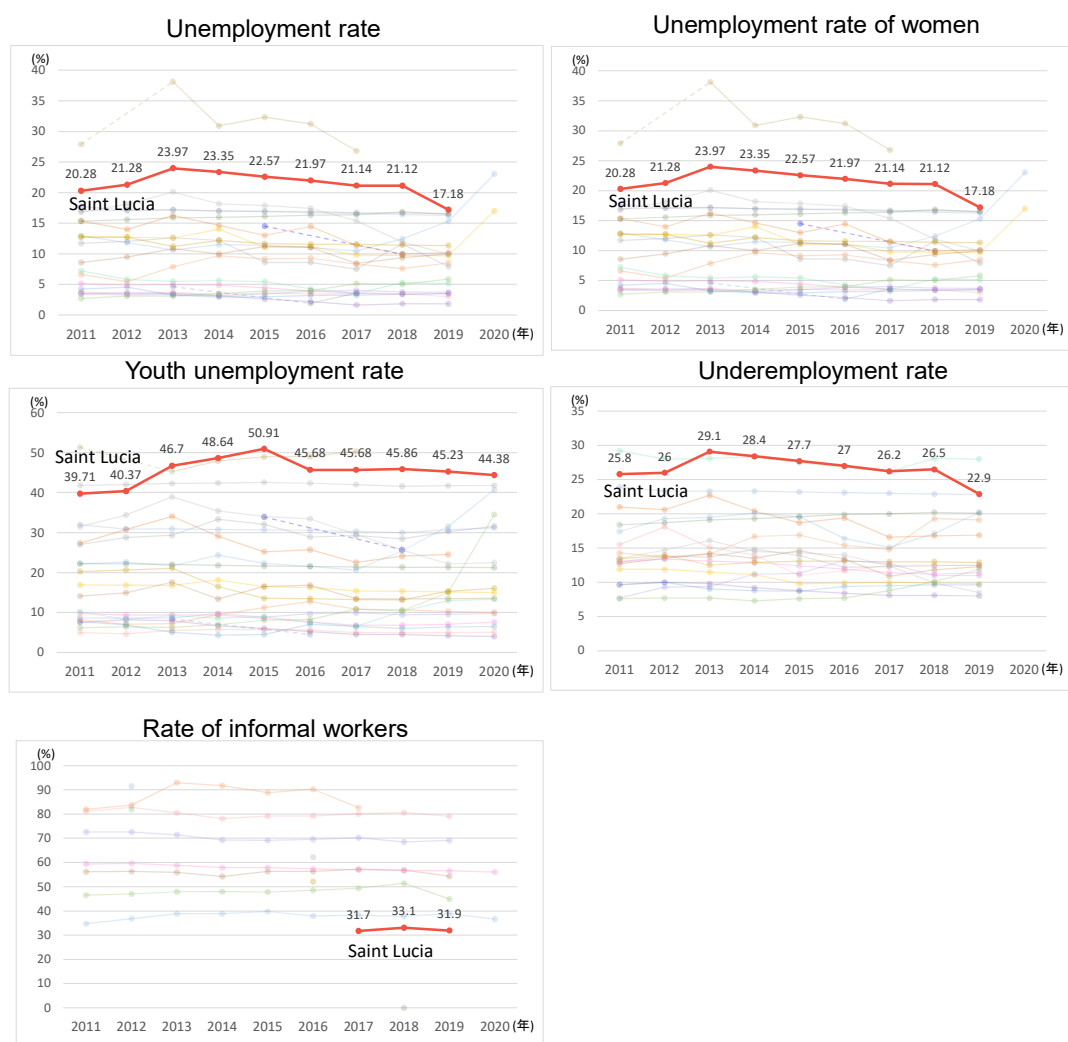 Unemployment rate
(%)
40
35
30
25
20
15
10
5
0
20.28 21.28 23.97 23.35 22.57 21.97 21.14 21.12 17.18
Saint Lucia
2011 2012 2013 2014 2015 2016 2017 2018 2019 2020 (年)
Unemployment rate of women
(%)
40
35
30
25
20
15
10
5
0
20.28 21.28 23.97 23.35 22.57 21.97 21.14 21.12 17.18
Saint Lucia
2011 2012 2013 2014 2015 2016 2017 2018 2019 2020 (年)
Youth unemployment rate
(%)
60
50
40
30
20
10
0
Saint Lucia
39.71 40.37 46.7 48.64 50.91 45.68 45.68 45.86 45.23 44.38
2011 2012 2013 2014 2015 2016 2017 2018 2019 2020 (年)
Underemployment rate
(%)
35
30
25
20
15
10
5
0
25.8 26 29.1 28.4 27.7 27 26.2 26.5 22.9
Saint Lucia
2011 2012 2013 2014 2015 2016 2017 2018 2019 2020 (年)
Rate of informal workers
(%)
100
90
80
70
60
50
40
30
20
10
0
31.7 33.1 31.9
Saint Lucia
2011 2012 2013 2014 2015 2016 2017 2018 2019 2020 (年)